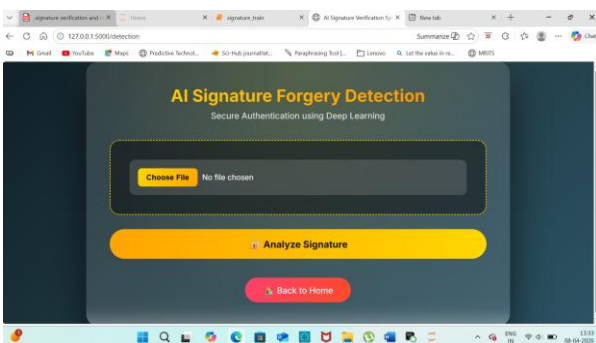 signature verification and
Home
signature_train
AI Signature Verification Sy
New tab
127.0.0.1:5000/detection
Summarize
Gmail
YouTube
Maps
Predictive Technol...
Sci-Hub journal/at...
Paraphrasing Tool |...
Lenovo
Let the value in re...
MRITS
AI Signature Forgery Detection
Secure Authentication using Deep Learning
Choose File No file chosen
Analyze Signature
Back to Home
ENG
IN
13:33
08-04-2026